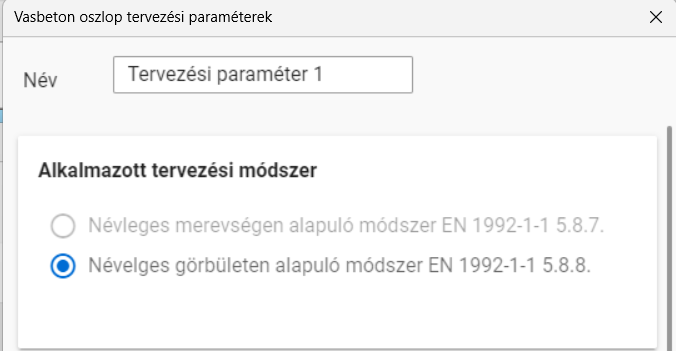 Vasbeton oszlop tervezési paraméterek
Név
Tervezési paraméter 1
Alkalmazott tervezési módszer
Névleges merevségen alapuló módszer EN 1992-1-1 5.8.7.
Névelges görbületen alapuló módszer EN 1992-1-1 5.8.8.